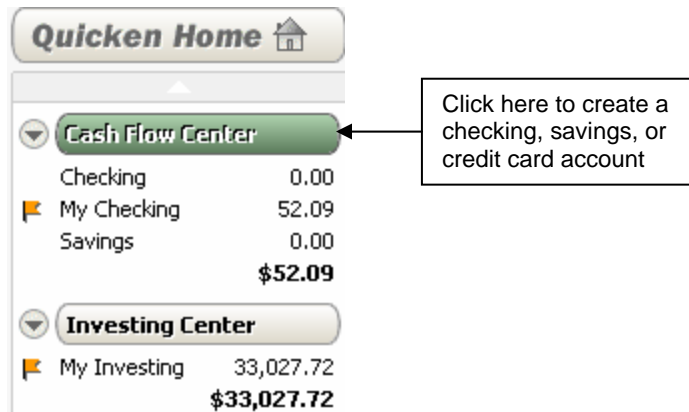 Quicken Home
Cash Flow Center
Checking 0.00
My Checking 52.09
Savings 0.00
$52.09
Investing Center
My Investing 33,027.72
$33,027.72
Click here to create a
checking, savings, or
credit card account